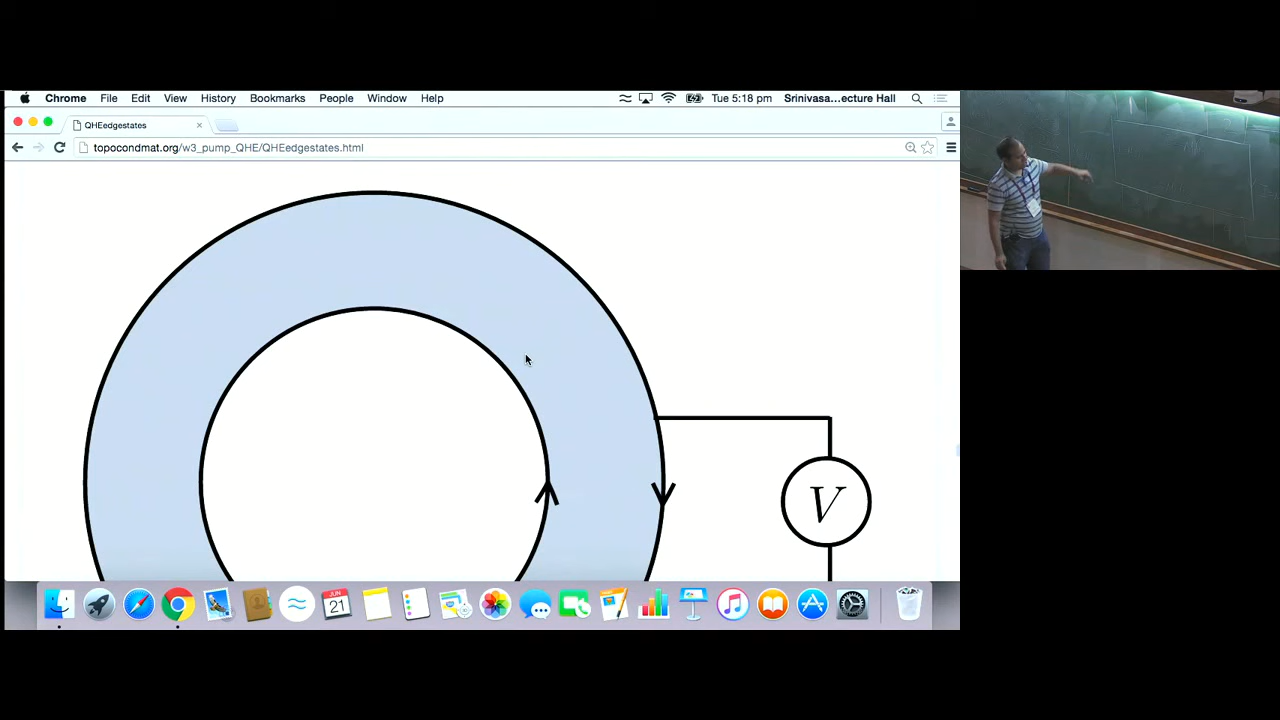 Chrome File Edit View History Bookmarks People Window Help Tue 5:18 pm Srinivasa...ecture Hall
QHEedgestates
topocondmat.org/w3_pump_QHE/QHEedgestates.html
V
JUN
21